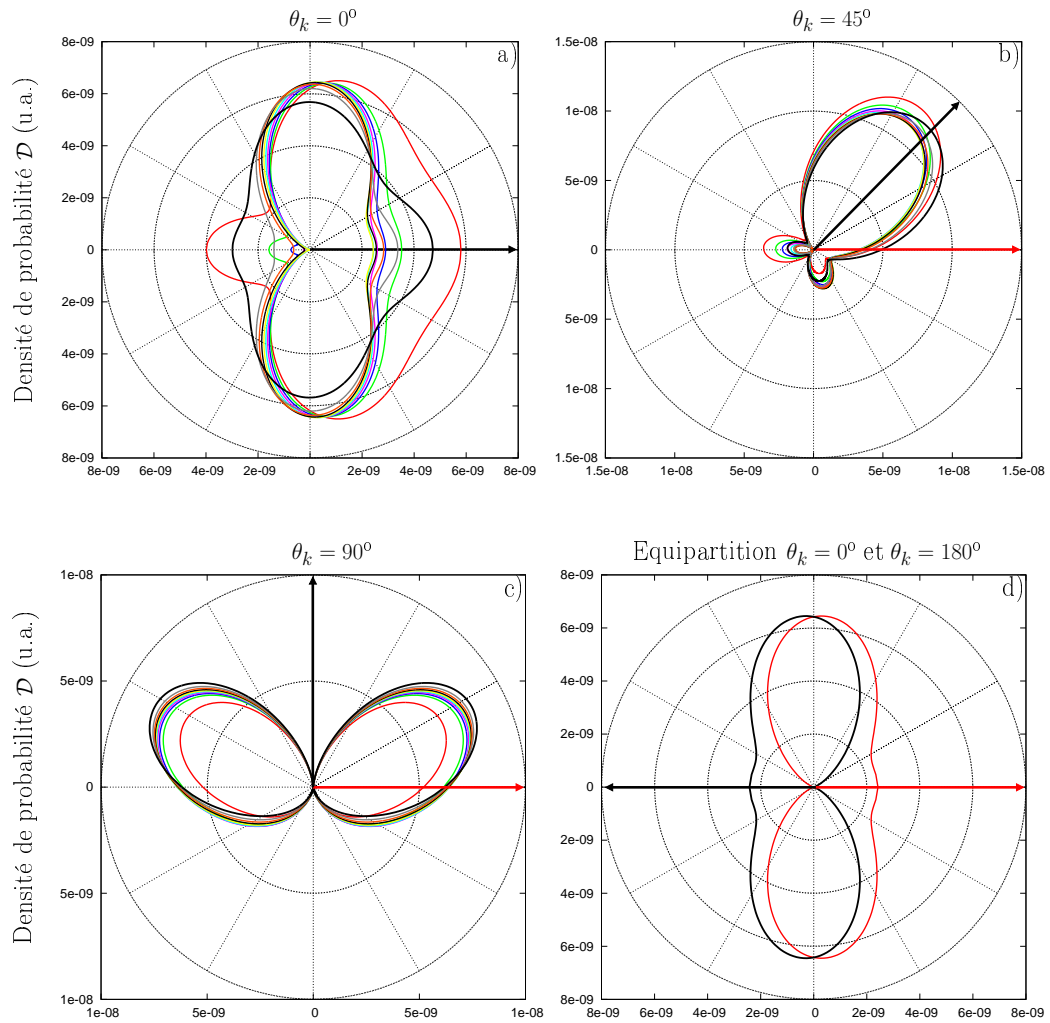 θk = 0º
θk = 45º
a)
b)
Densité de probabilité D (u.a.)
8e-09
6e-09
4e-09
2e-09
0
2e-09
4e-09
6e-09
8e-09
8e-09 6e-09 4e-09 2e-09 0 2e-09 4e-09 6e-09 8e-09
1.5e-08
1e-08
5e-09
0
5e-09
1e-08
1.5e-08
1.5e-08 1e-08 5e-09 0 5e-09 1e-08 1.5e-08
θk = 90º
Equipartition θk = 0º et θk = 180º
c)
d)
Densité de probabilité D (u.a.)
1e-08
5e-09
0
5e-09
1e-08
1e-08 5e-09 0 5e-09 1e-08
8e-09
6e-09
4e-09
2e-09
0
2e-09
4e-09
6e-09
8e-09
8e-09 6e-09 4e-09 2e-09 0 2e-09 4e-09 6e-09 8e-09